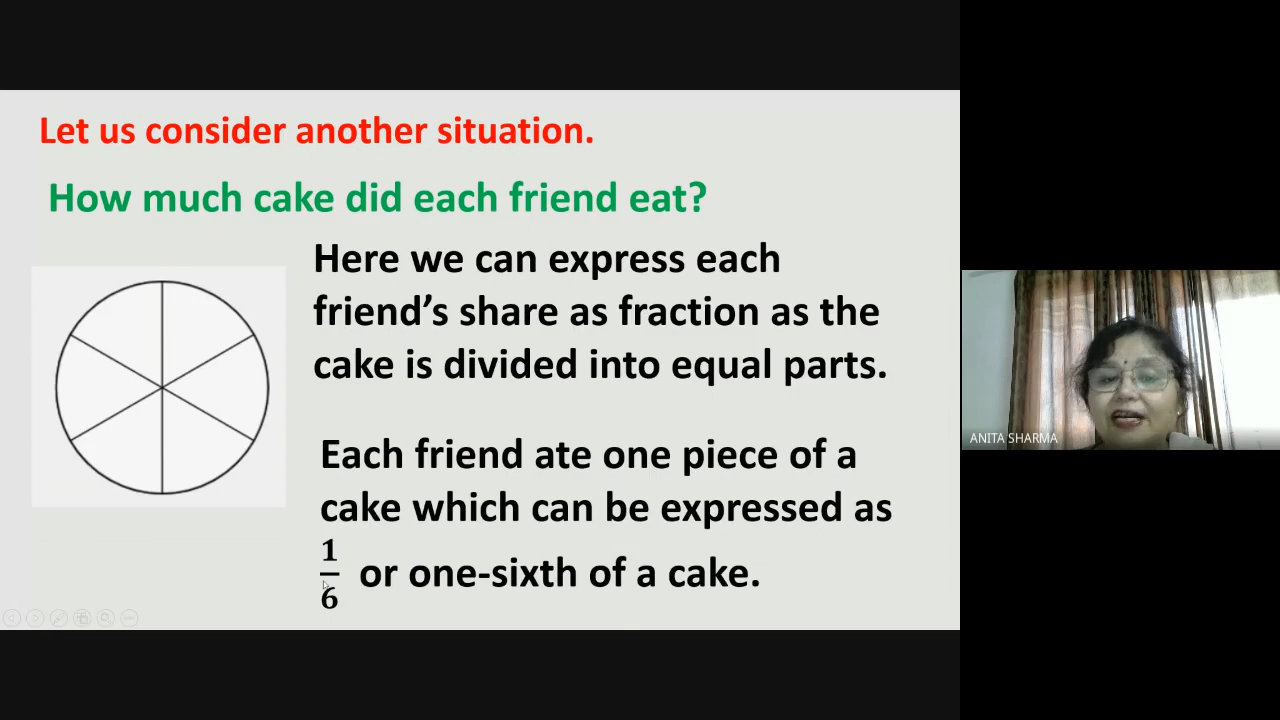 Let us consider another situation.
How much cake did each friend eat?
Here we can express each
friend’s share as fraction as the
cake is divided into equal parts.
Each friend ate one piece of a
cake which can be expressed as
1/6 or one-sixth of a cake.
ANITA SHARMA